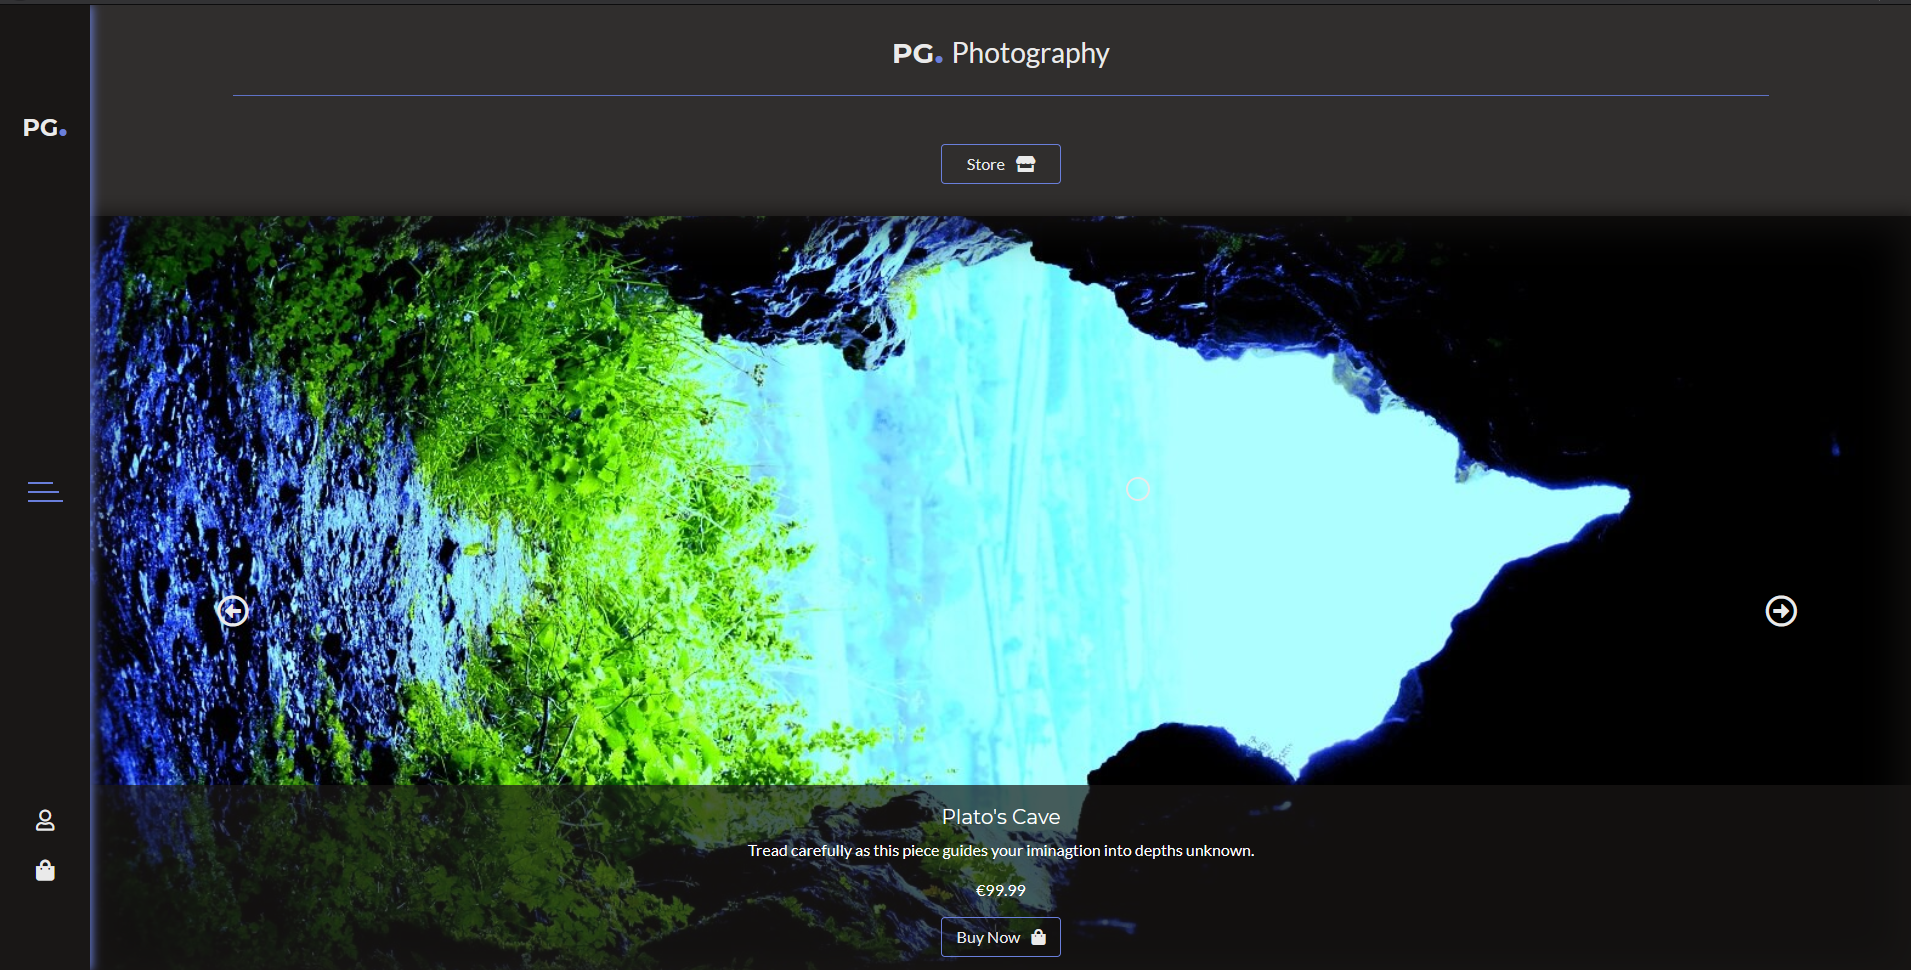 PG. Photography
PG.
Store
Plato's Cave
Tread carefully as this piece guides your iminagtion into depths unknown.
€99.99
Buy Now